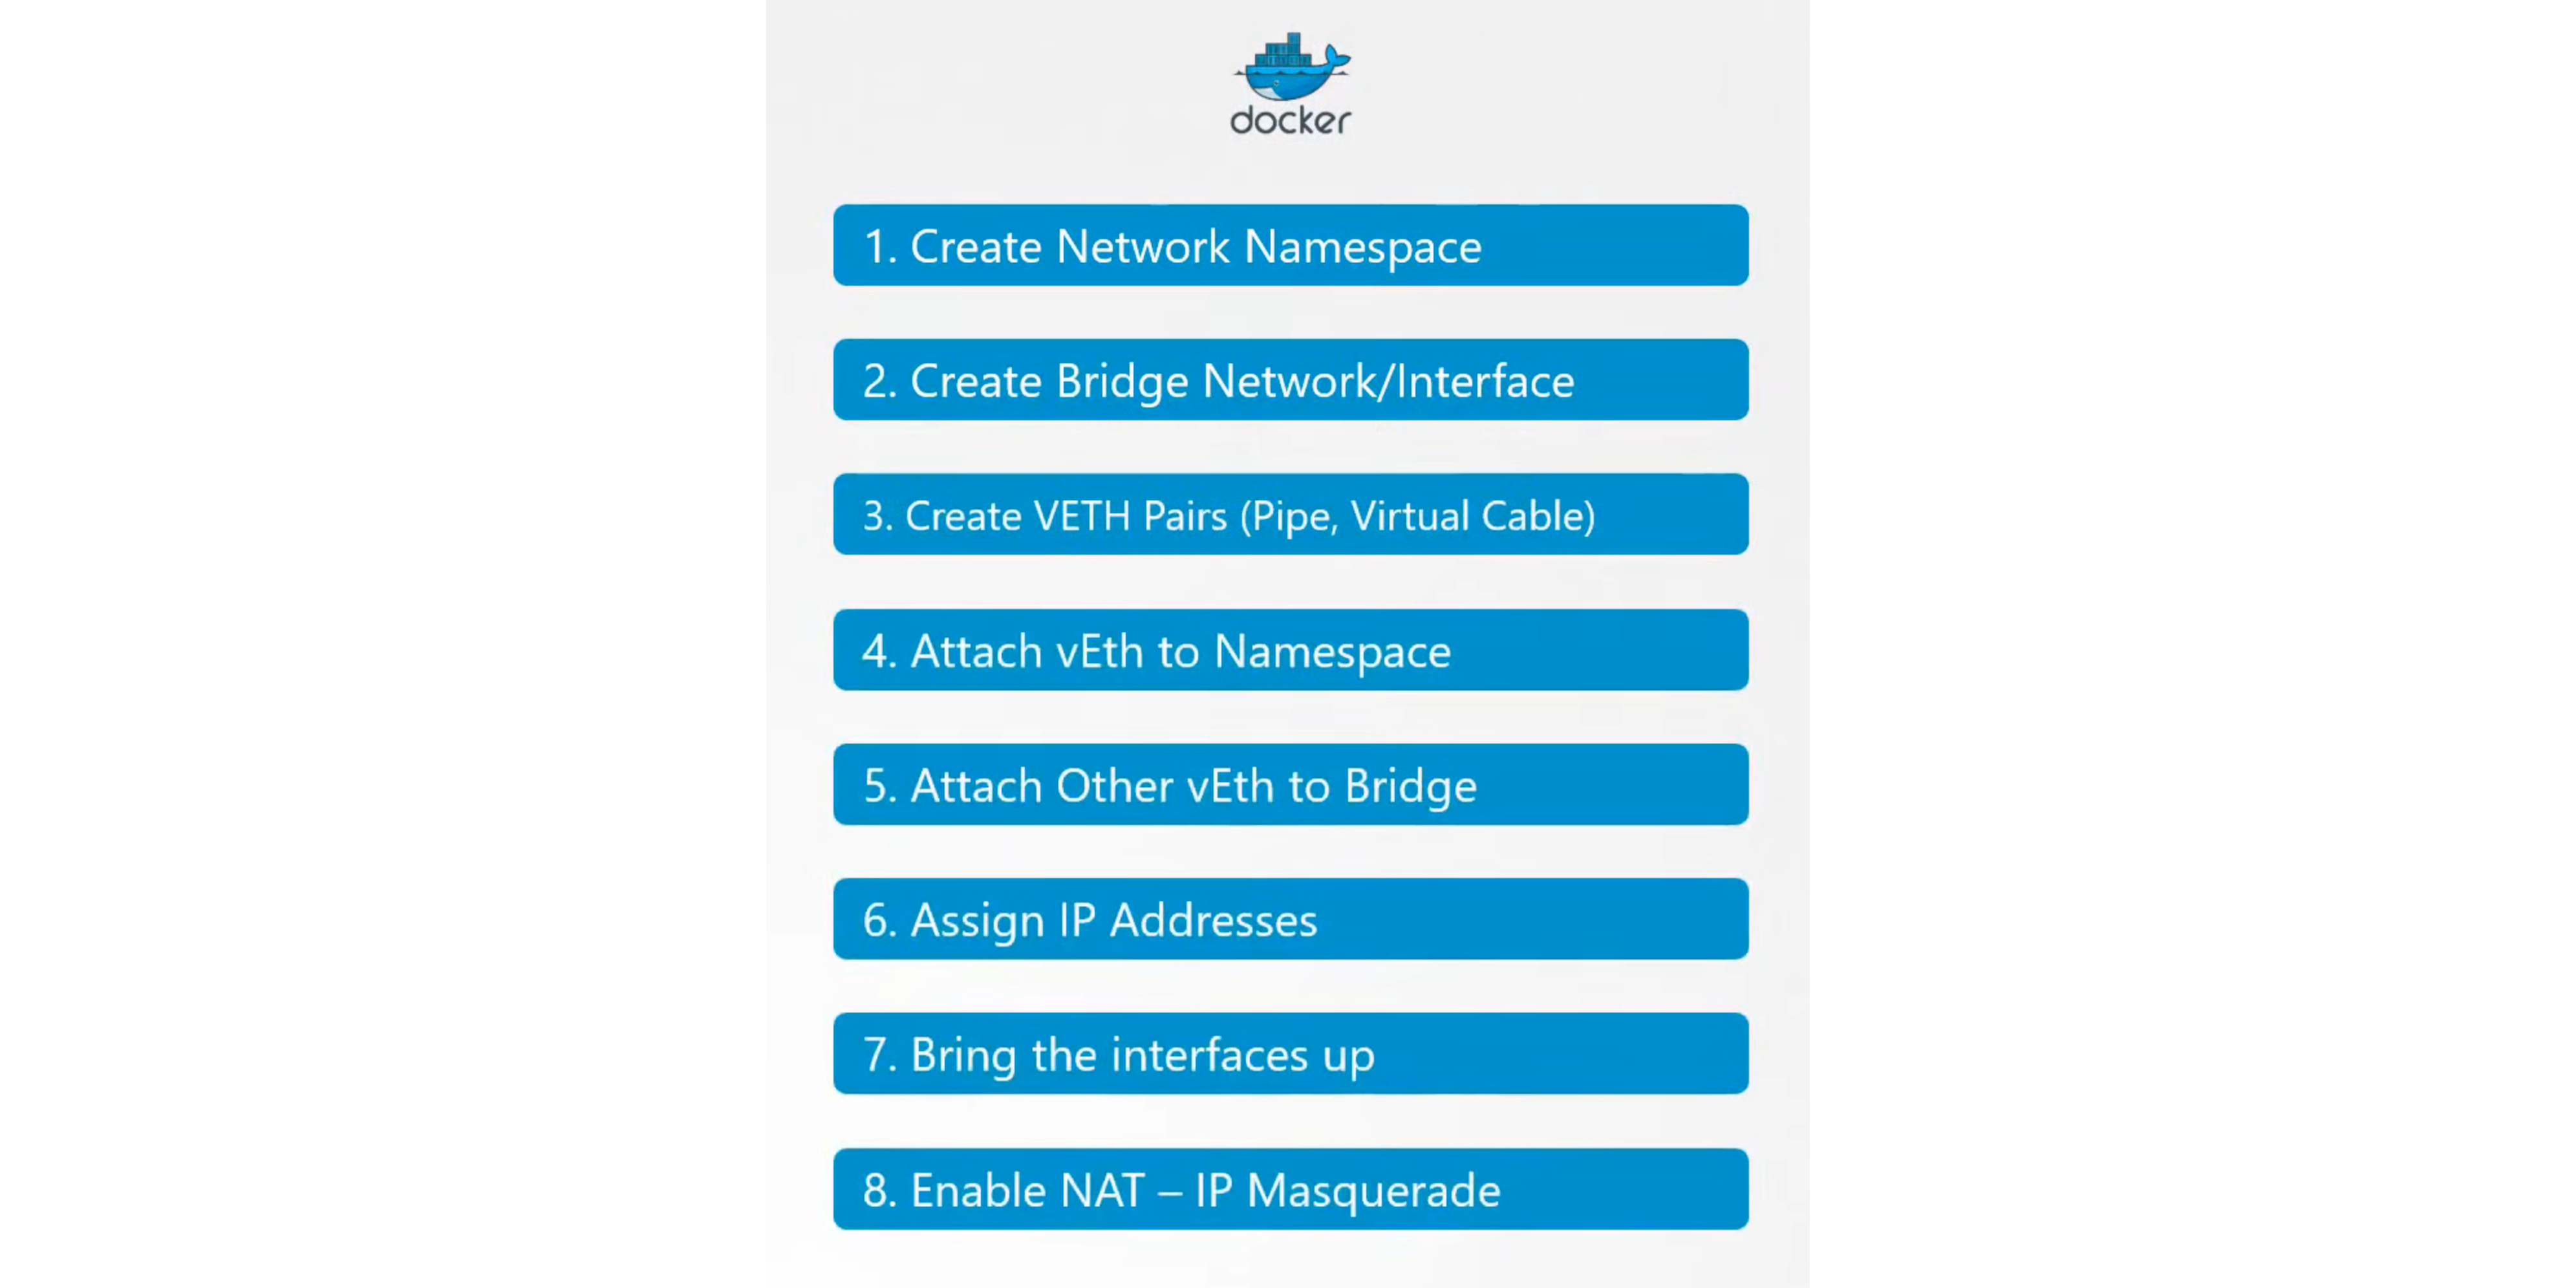 docker
1. Create Network Namespace
2. Create Bridge Network/Interface
3. Create VETH Pairs (Pipe, Virtual Cable)
4. Attach vEth to Namespace
5. Attach Other vEth to Bridge
6. Assign IP Addresses
7. Bring the interfaces up
8. Enable NAT – IP Masquerade